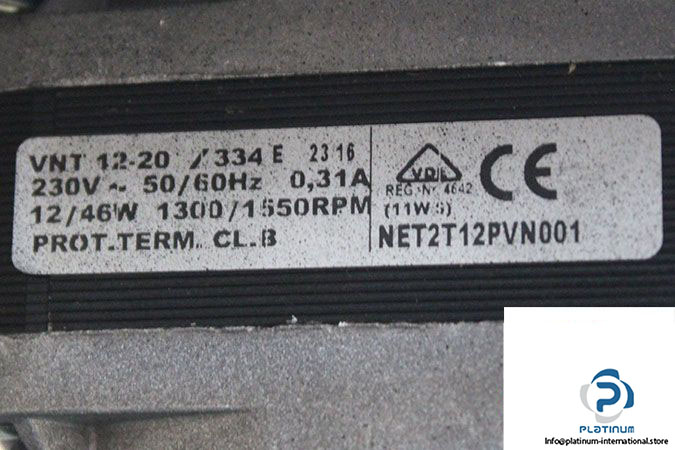 VNT 12-20 /334 E 23 16
230V ~ 50/60Hz 0,31A
12/46W 1300/1550RPM
PROT.TERM. CL.B
VDE
REG.-Nr. 4642
(11W5)
CE
NET2T12PVN001
PLATINUM
Info@platinum-international.store